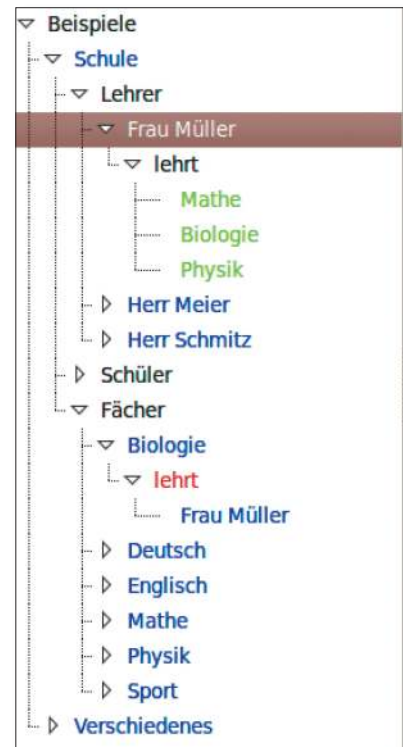 Beispiele
Schule
Lehrer
Frau Müller
lehrt
Mathe
Biologie
Physik
Herr Meier
Herr Schmitz
Schüler
Fächer
Biologie
lehrt
Frau Müller
Deutsch
Englisch
Mathe
Physik
Sport
Verschiedenes